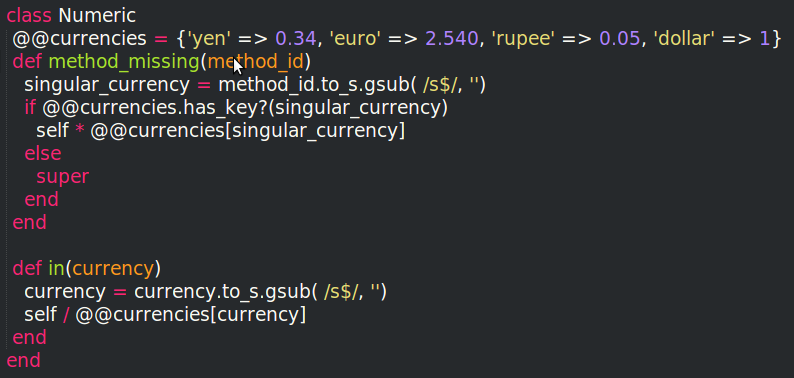 class Numeric
@@currencies = {'yen' => 0.34, 'euro' => 2.540, 'rupee' => 0.05, 'dollar' => 1}
def method_missing(method_id)
singular_currency = method_id.to_s.gsub( /s$/, '')
if @@currencies.has_key?(singular_currency)
self * @@currencies[singular_currency]
else
super
end
end
def in(currency)
currency = currency.to_s.gsub( /s$/, '')
self / @@currencies[currency]
end
end